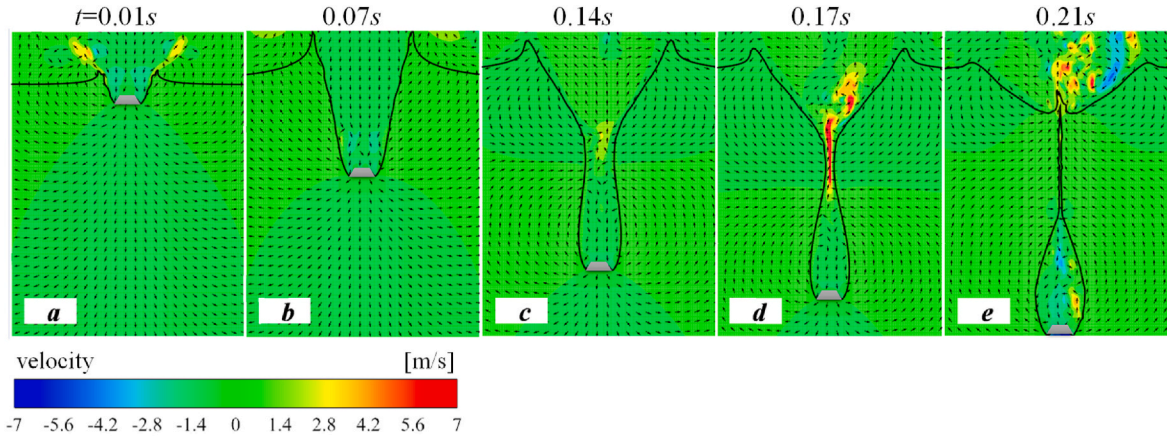 t=0.01s 0.07s 0.14s 0.17s 0.21s
a b c d e
velocity [m/s]
-7 -5.6 -4.2 -2.8 -1.4 0 1.4 2.8 4.2 5.6 7